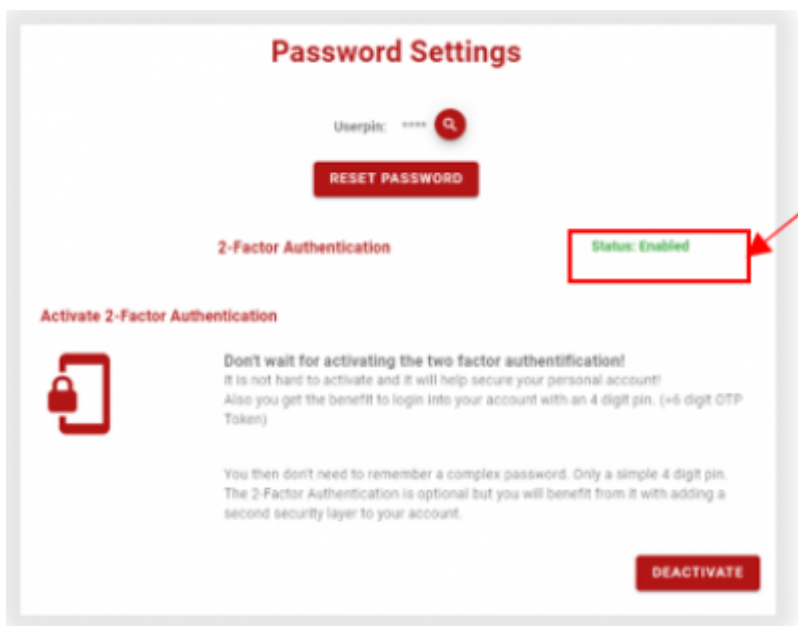 Password Settings
Userpin: ****
RESET PASSWORD
2-Factor Authentication
Status: Enabled
Activate 2-Factor Authentication
Don't wait for activating the two factor authentification!
It is not hard to activate and it will help secure your personal account!
Also you get the benefit to login into your account with an 4 digit pin. (+6 digit OTP
Token)
You then don't need to remember a complex password. Only a simple 4 digit pin.
The 2-Factor Authentication is optional but you will benefit from it with adding a
second security layer to your account.
DEACTIVATE